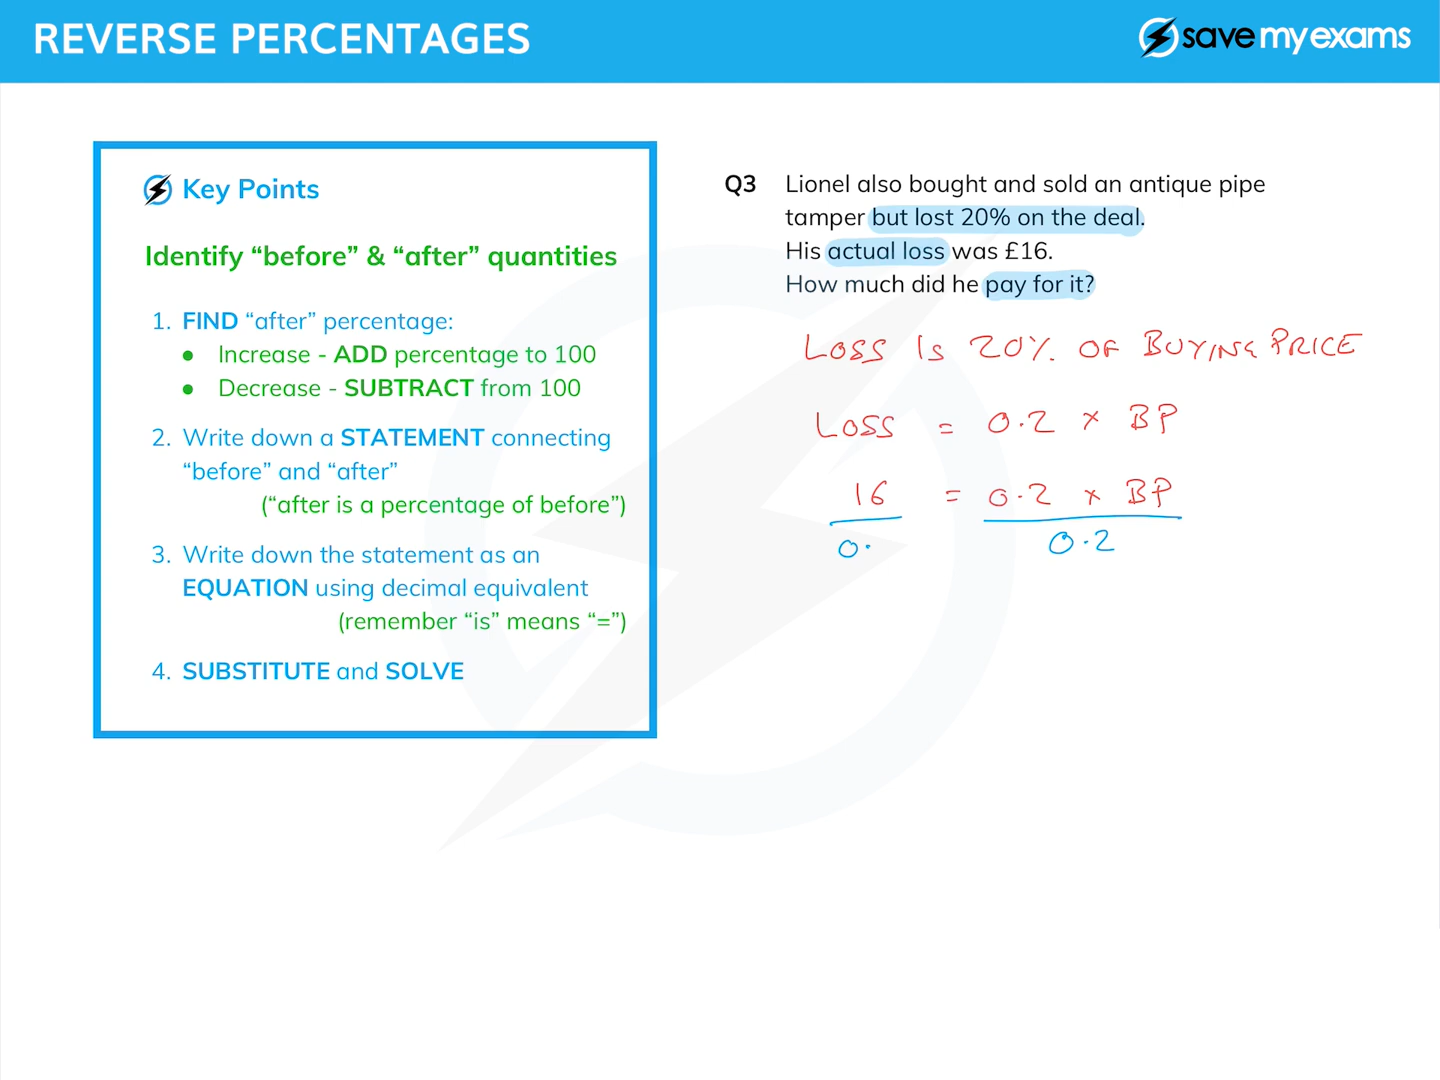 REVERSE PERCENTAGES
save my exams
Key Points
Identify “before” & “after” quantities
1. FIND “after” percentage:
● Increase - ADD percentage to 100
● Decrease - SUBTRACT from 100
2. Write down a STATEMENT connecting
“before” and “after”
(“after is a percentage of before”)
3. Write down the statement as an
EQUATION using decimal equivalent
(remember “is” means “=”)
4. SUBSTITUTE and SOLVE
Q3 Lionel also bought and sold an antique pipe
tamper but lost 20% on the deal.
His actual loss was £16.
How much did he pay for it?
LOSS IS 20% OF BUYING PRICE
LOSS = 0.2 × BP
16 = 0.2 × BP
0. 0.2